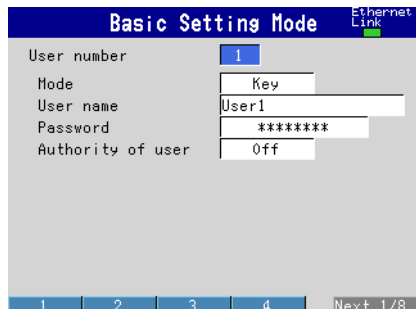 Basic Setting Mode
Ethernet
Link
User number 1
Mode Key
User name User1
Password ********
Authority of user Off
1 2 3 4 Next 1/8